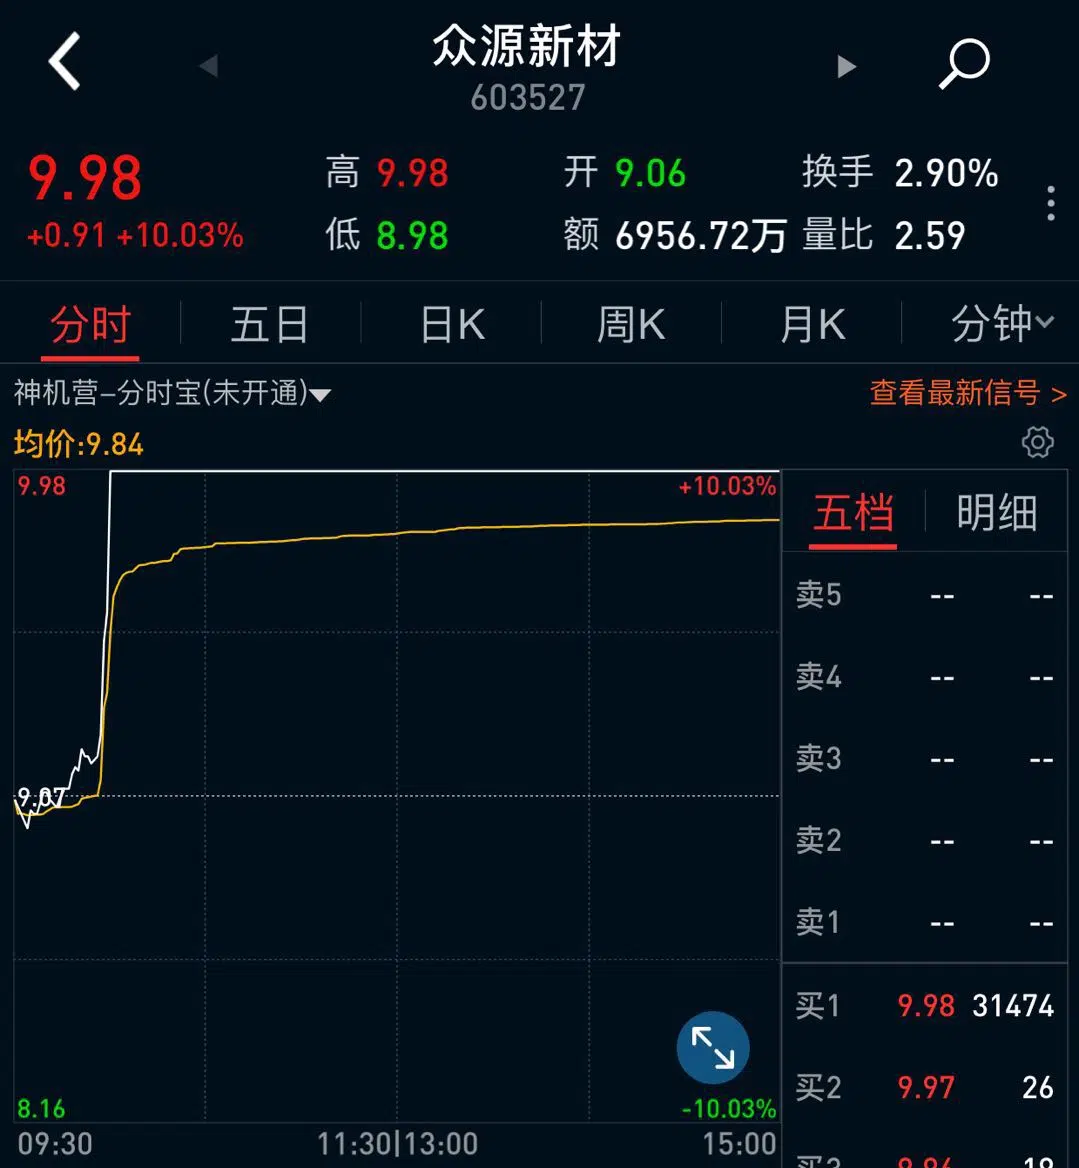 众源新材
603527
9.98 高 9.98 开 9.06 换手 2.90%
+0.91 +10.03% 低 8.98 额 6956.72万 量比 2.59
分时 五日 日K 周K 月K 分钟
神机营–分时宝(未开通) 查看最新信号 >
均价:9.84
9.98 +10.03%
五档 明细
卖5 -- --
卖4 -- --
卖3 -- --
9.07
卖2 -- --
卖1 -- --
买1 9.98 31474
买2 9.97 26
8.16 -10.03%
09:30 11:30|13:00 15:00
买3 9.96